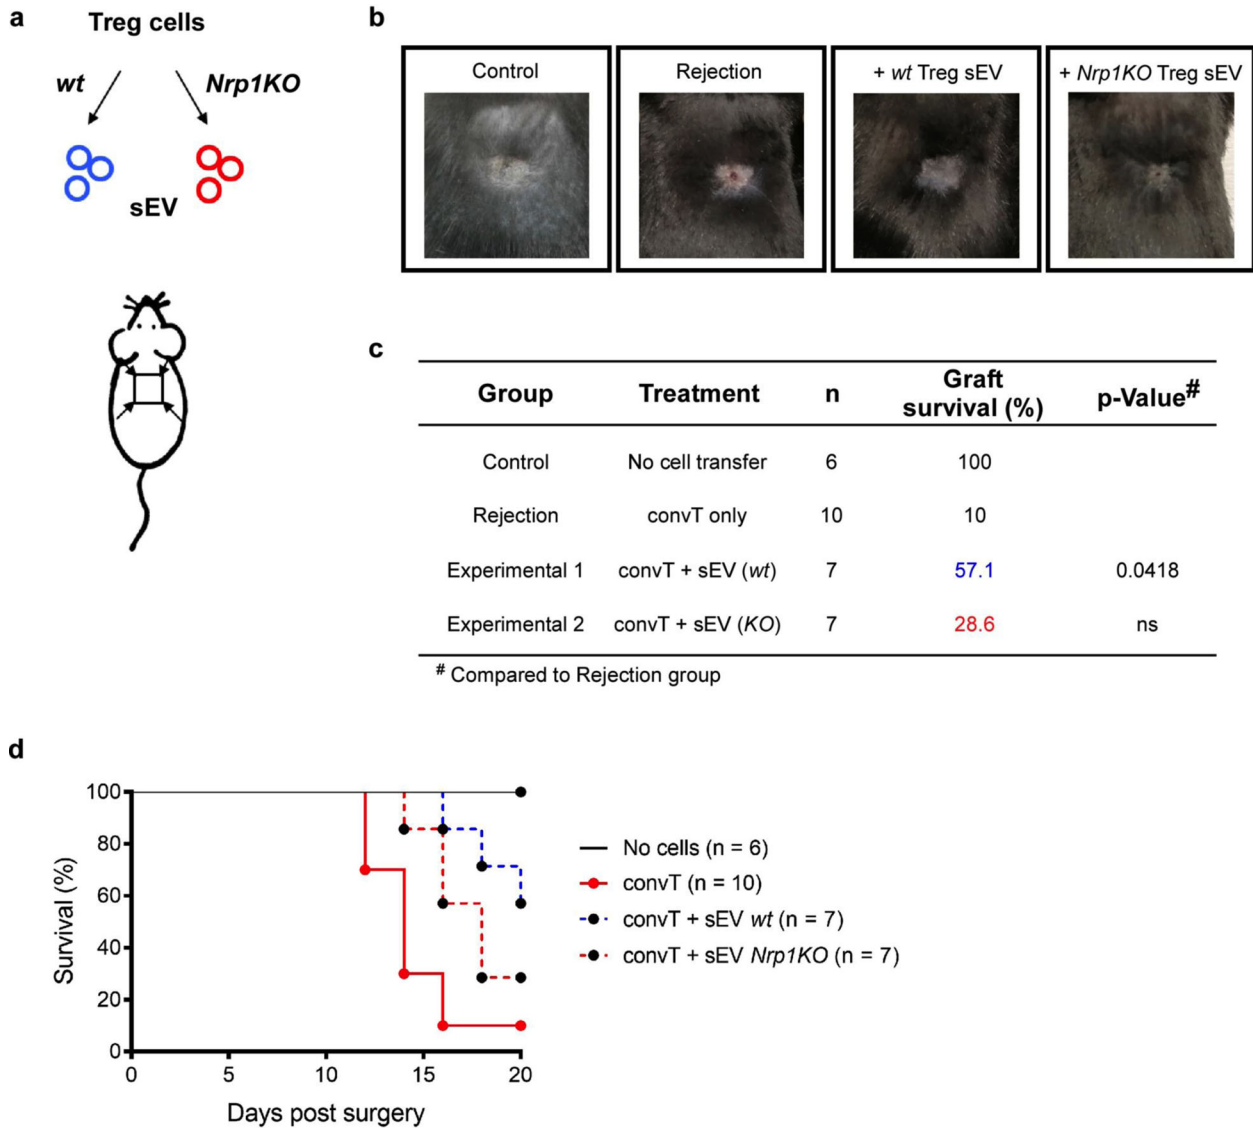 a
Treg cells
wt
Nrp1KO
sEV
b
Control
Rejection
+ wt Treg sEV
+ Nrp1KO Treg sEV
c
Group Treatment n Graft survival (%) p-Value#
Control No cell transfer 6 100
Rejection convT only 10 10
Experimental 1 convT + sEV (wt) 7 57.1 0.0418
Experimental 2 convT + sEV (KO) 7 28.6 ns
# Compared to Rejection group
d
Survival (%)
100
80
60
40
20
0
0 5 10 15 20
Days post surgery
No cells (n = 6)
convT (n = 10)
convT + sEV wt (n = 7)
convT + sEV Nrp1KO (n = 7)